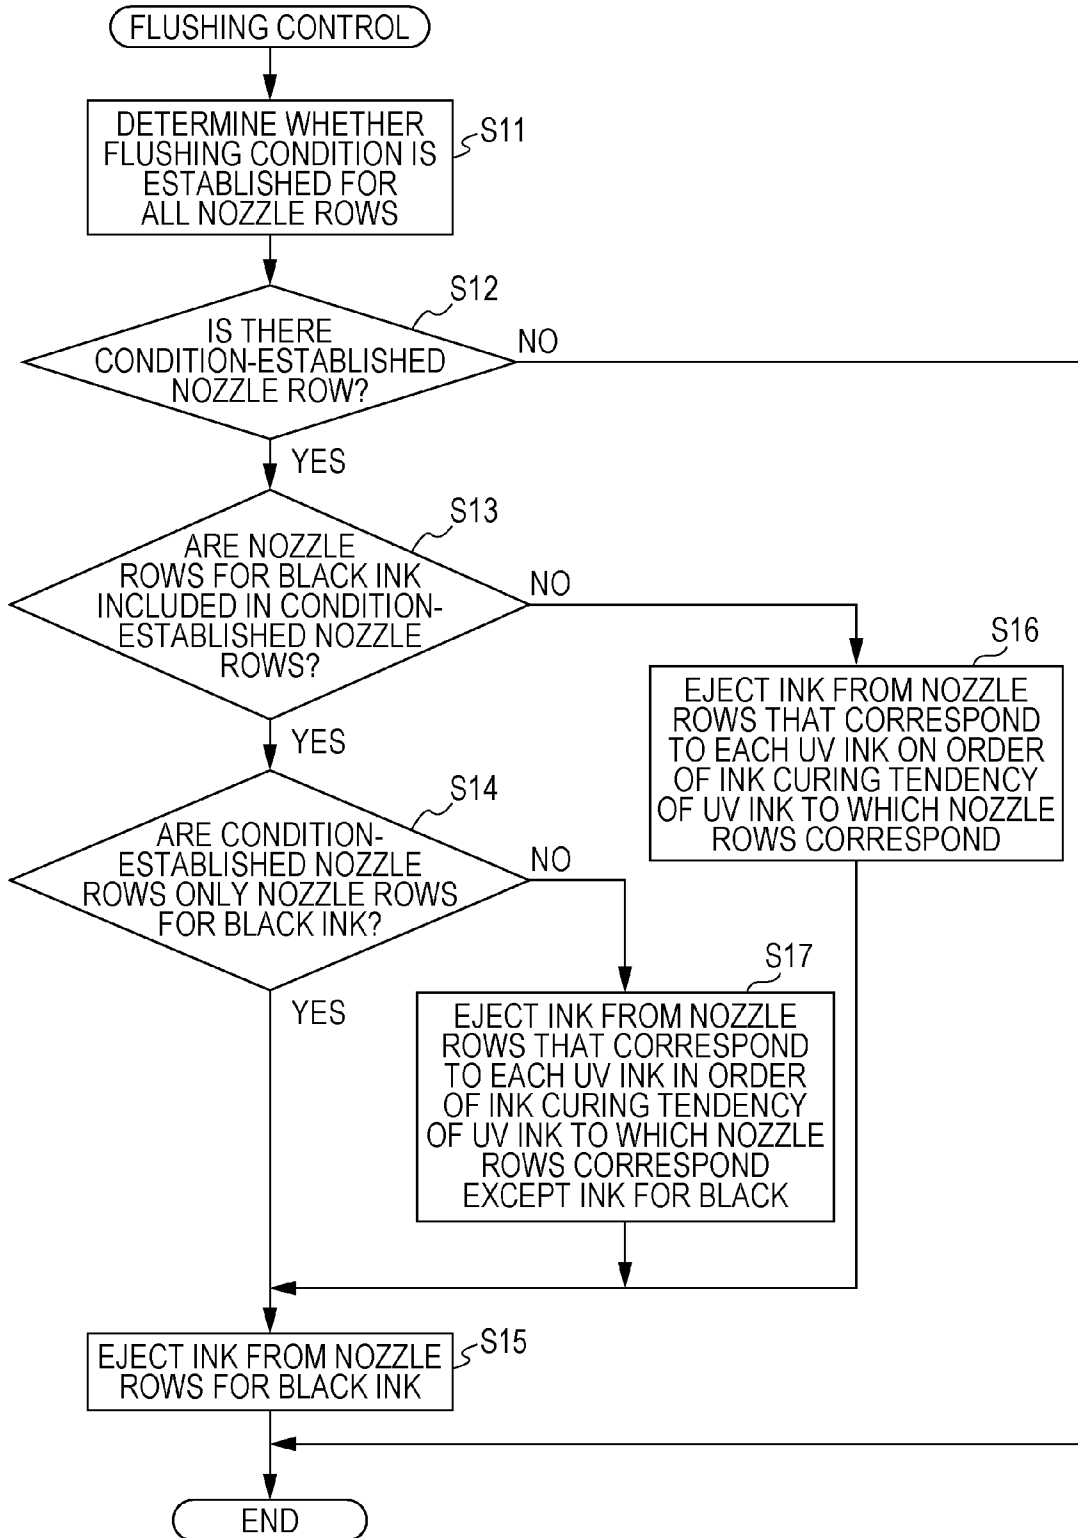 FLUSHING CONTROL
DETERMINE WHETHER
FLUSHING CONDITION IS
ESTABLISHED FOR
ALL NOZZLE ROWS
S11
S12
IS THERE
CONDITION-ESTABLISHED
NOZZLE ROW?
NO
YES
S13
ARE NOZZLE
ROWS FOR BLACK INK
INCLUDED IN CONDITION-
ESTABLISHED NOZZLE
ROWS?
NO
YES
S16
EJECT INK FROM NOZZLE
ROWS THAT CORRESPOND
TO EACH UV INK ON ORDER
OF INK CURING TENDENCY
OF UV INK TO WHICH NOZZLE
ROWS CORRESPOND
S14
ARE CONDITION-
ESTABLISHED NOZZLE
ROWS ONLY NOZZLE ROWS
FOR BLACK INK?
NO
YES
S17
EJECT INK FROM NOZZLE
ROWS THAT CORRESPOND
TO EACH UV INK IN ORDER
OF INK CURING TENDENCY
OF UV INK TO WHICH NOZZLE
ROWS CORRESPOND
EXCEPT INK FOR BLACK
S15
EJECT INK FROM NOZZLE
ROWS FOR BLACK INK
END